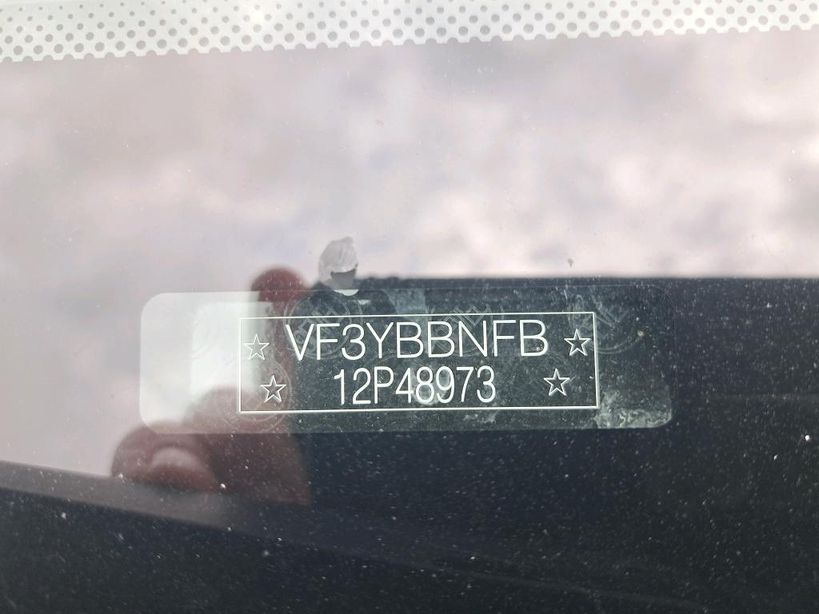 ☆ VF3YBBNFB ☆
☆ 12P48973 ☆